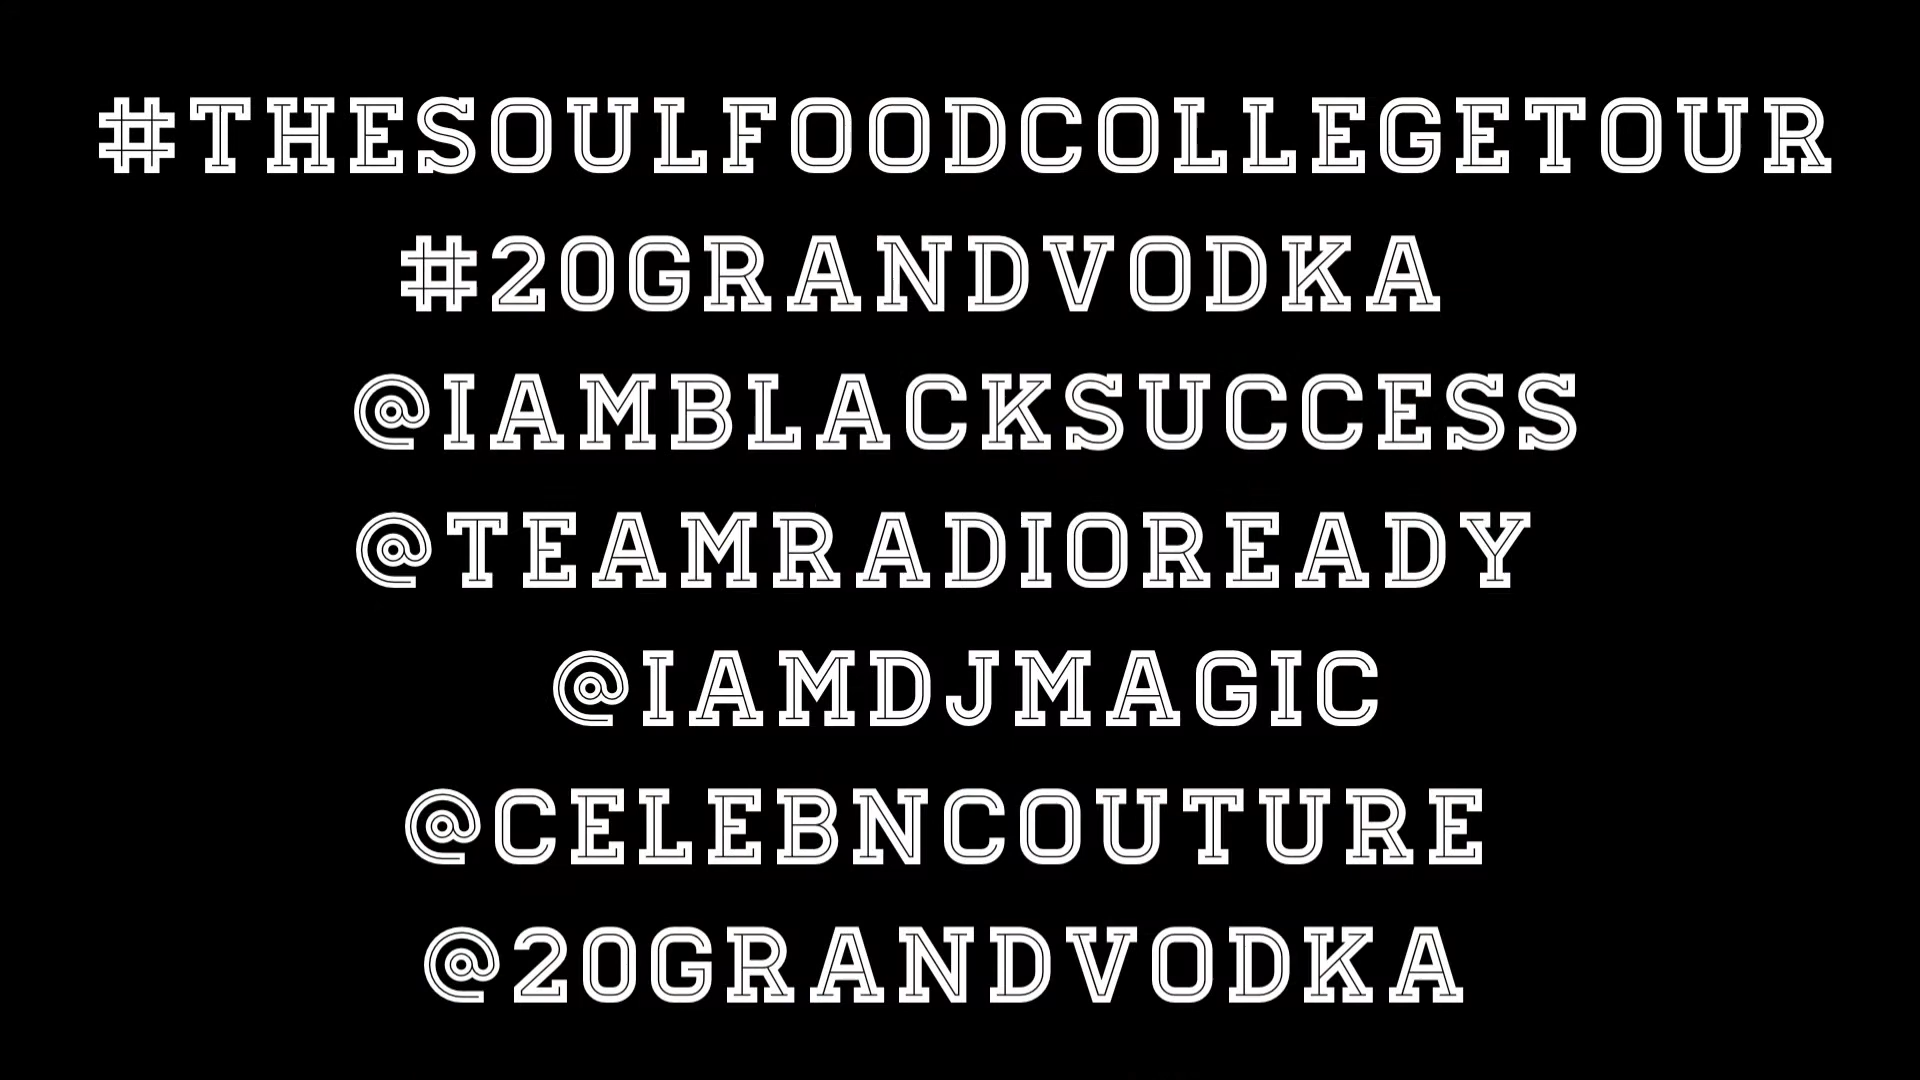 #THESOULFOODCOLLEGETOUR
#20GRANDVODKA
@IAMBLACKSUCCESS
@TEAMRADIOREADY
@IAMDJMAGIC
@CELEBNCOUTURE
@20GRANDVODKA